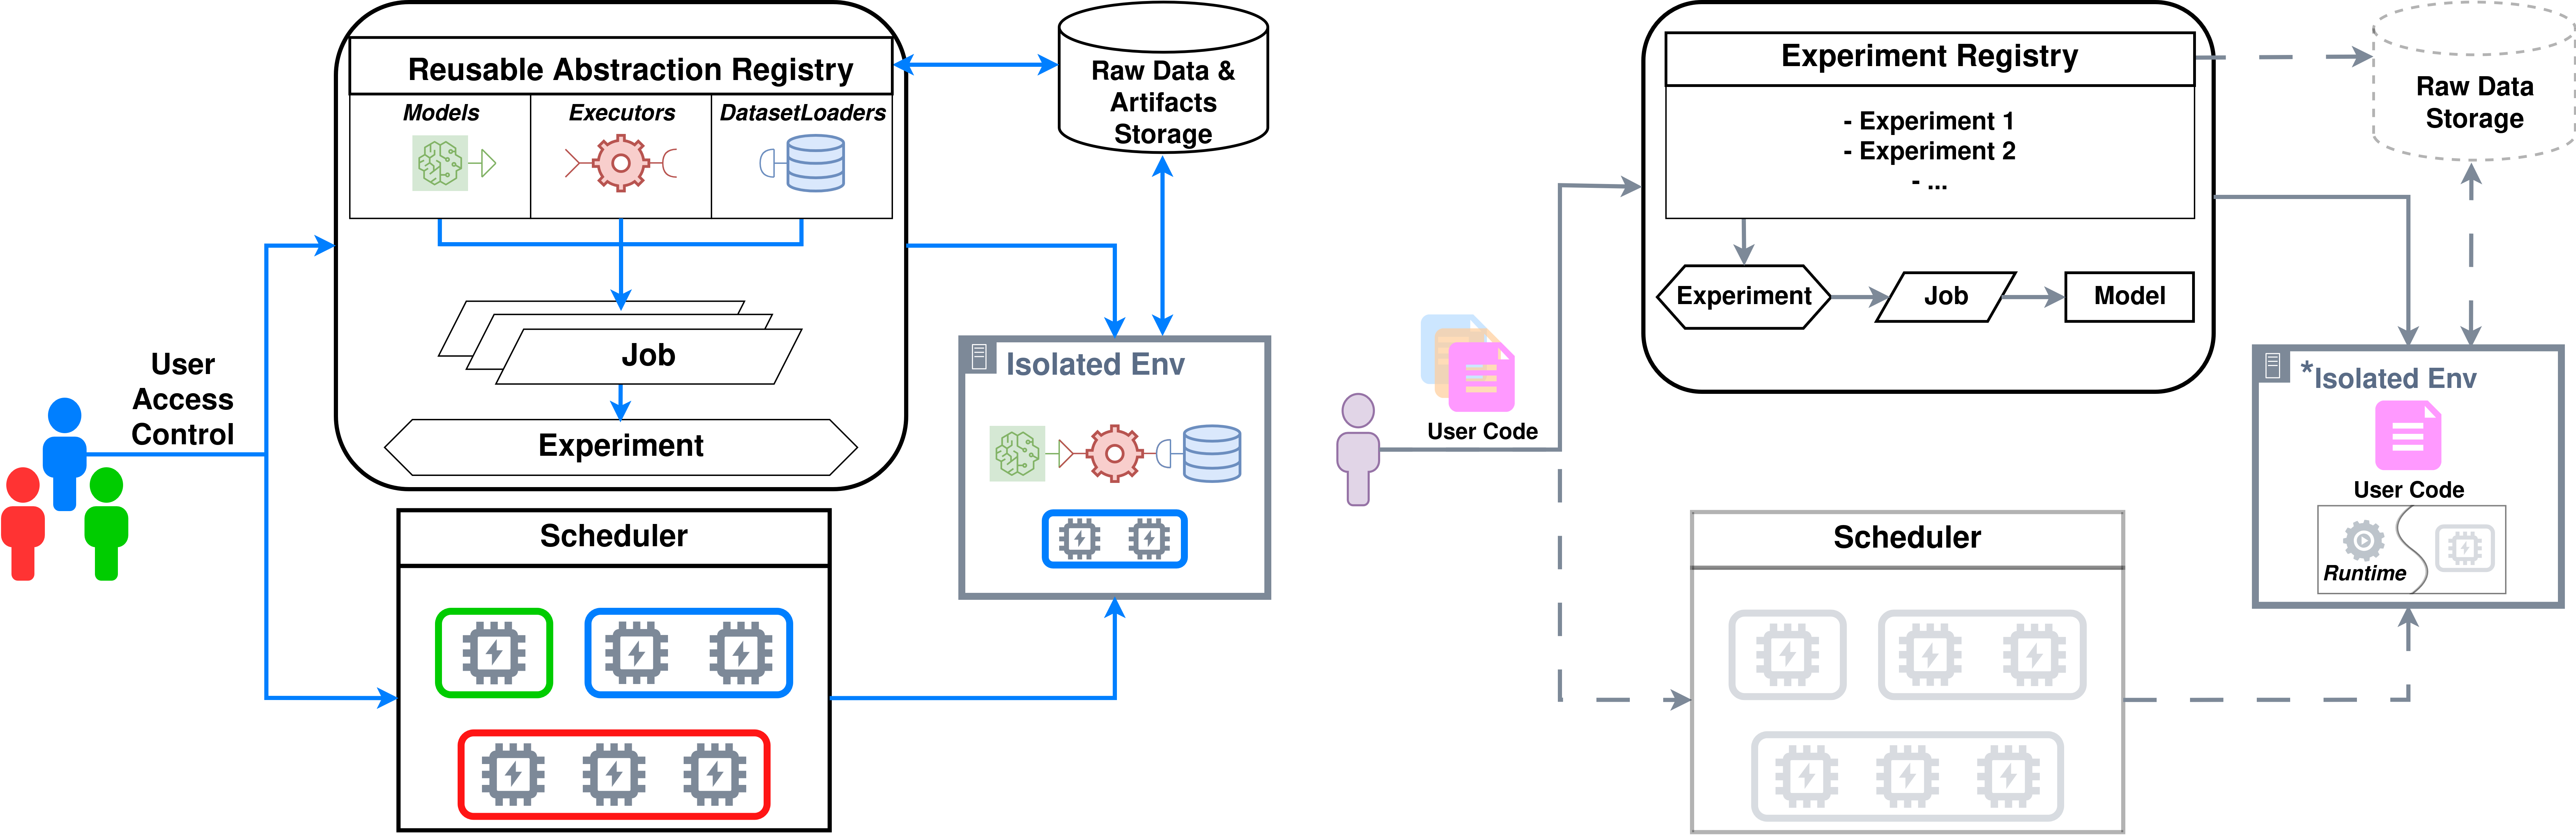 Reusable Abstraction Registry
Models
Executors
DatasetLoaders
Job
Experiment
User
Access
Control
Scheduler
Raw Data &
Artifacts
Storage
Isolated Env
Experiment Registry
- Experiment 1
- Experiment 2
- ...
Experiment
Job
Model
User Code
Scheduler
Raw Data
Storage
*Isolated Env
User Code
Runtime